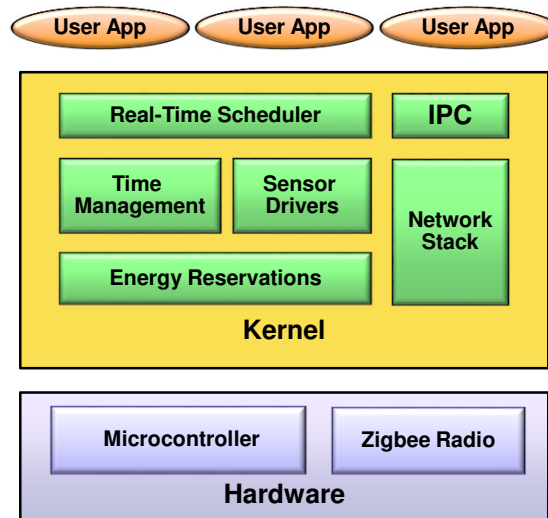 User App
User App
User App
Real-Time Scheduler
IPC
Time
Management
Sensor
Drivers
Network
Stack
Energy Reservations
Kernel
Microcontroller
Zigbee Radio
Hardware